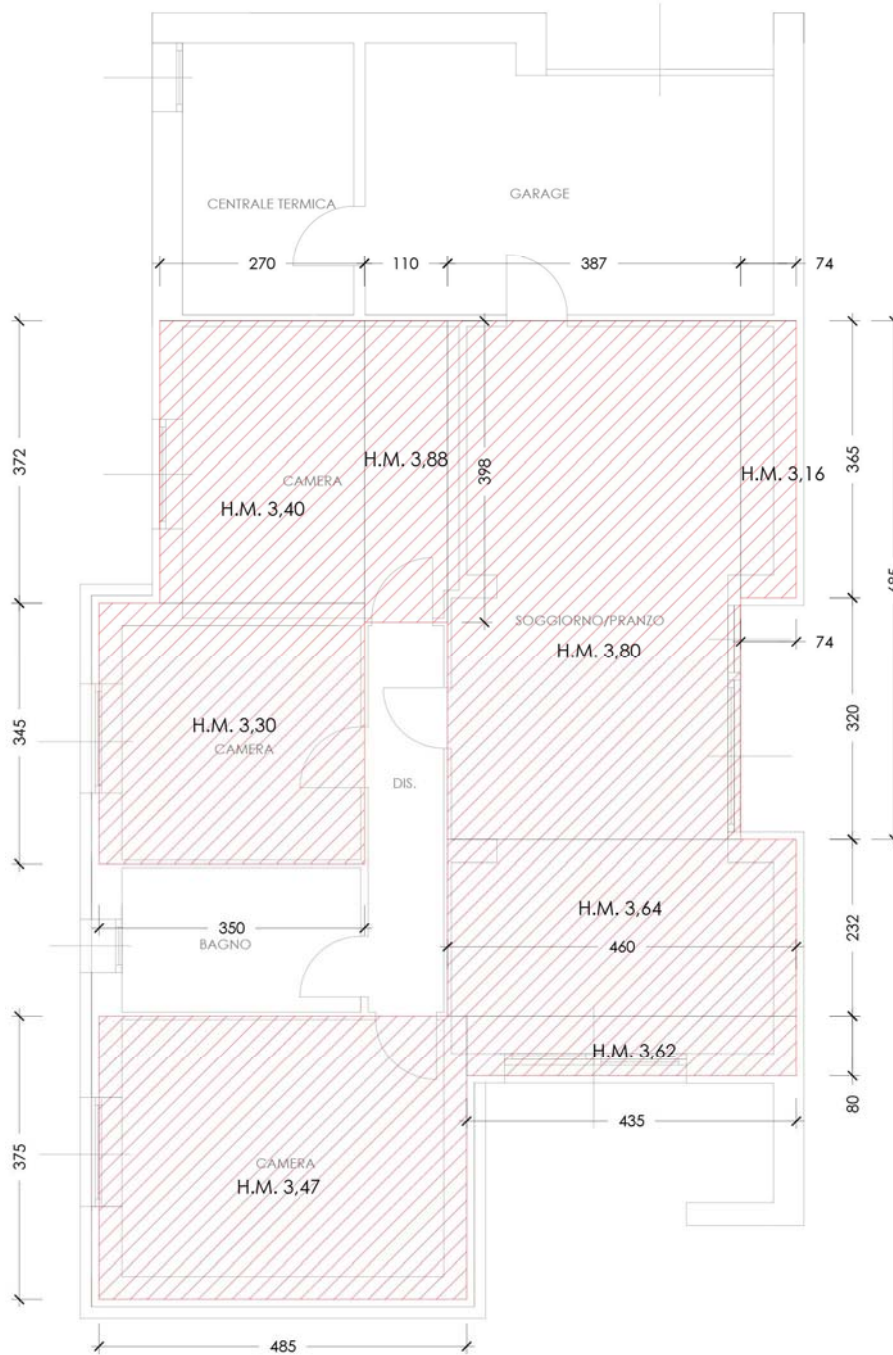 CENTRALE TERMICA
GARAGE
270
110
387
74
372
365
H.M. 3,88
398
H.M. 3,16
CAMERA
H.M. 3,40
685
SOGGIORNO/PRANZO
H.M. 3,80
74
345
H.M. 3,30
CAMERA
320
DIS.
350
BAGNO
H.M. 3,64
460
232
H.M. 3,62
80
435
375
CAMERA
H.M. 3,47
485